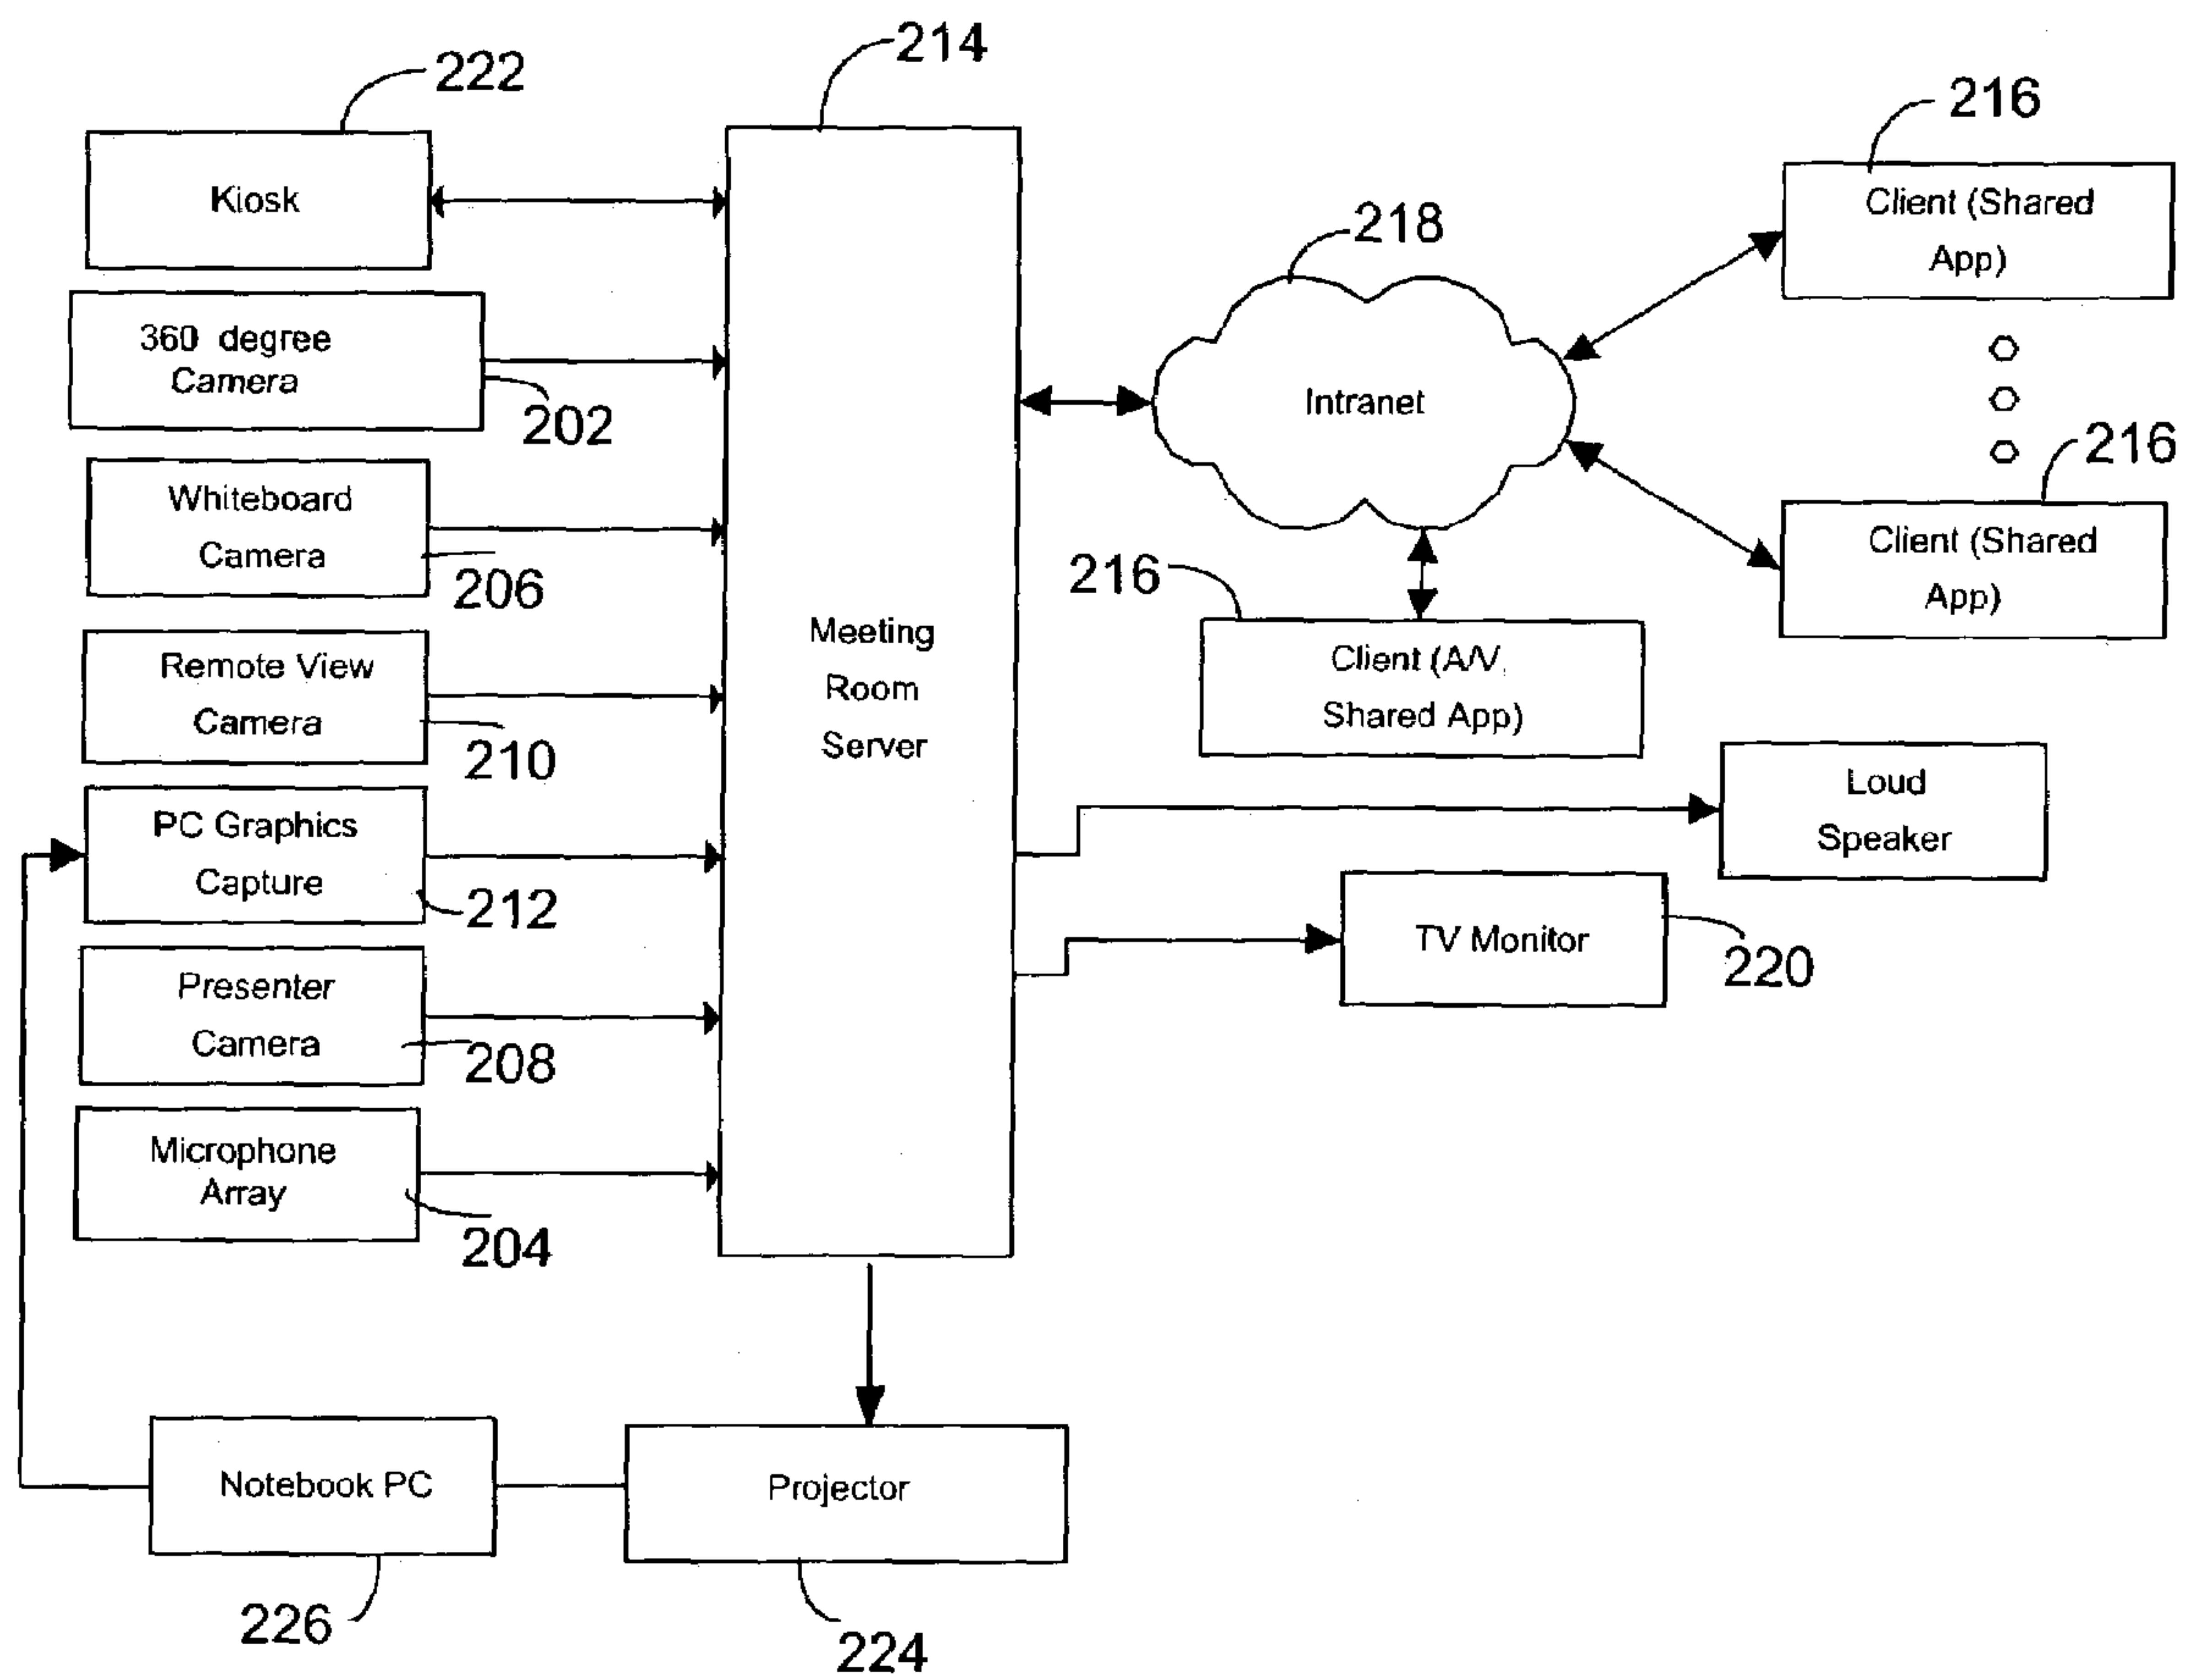 214
222
216
Kiosk
Client (Shared
App)
218
360 degree
Camera
202
Intranet
216
Whiteboard
Camera
206
Client (Shared
App)
216
Meeting
Room
Server
Client (A/V,
Shared App)
Remote View
Camera
210
Loud
Speaker
PC Graphics
Capture
212
TV Monitor
220
Presenter
Camera
208
Microphone
Array
204
Notebook PC
Projector
226
224